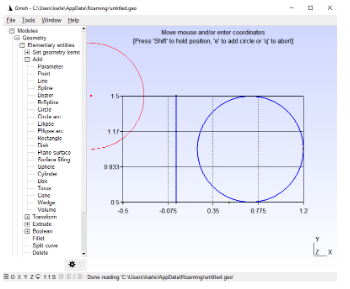 Gmsh - C:\Users\karle\AppData\Roaming\untitled.geo
File Tools Window Help
Modules
Geometry
Elementary entities
Set geometry kernel
Add
Parameter
Point
Line
Spline
Bezier
B-Spline
Circle
Circle arc
Ellipse
Ellipse arc
Rectangle
Disk
Plane surface
Surface filling
Sphere
Cylinder
Box
Torus
Cone
Wedge
Volume
Transform
Extrude
Boolean
Fillet
Split curve
Delete
Move mouse and/or enter coordinates
[Press 'Shift' to hold position, 'e' to add circle or 'q' to abort]
1.5
1.17
0.833
0.5
-0.5 -0.075 0.35 0.775 1.2
Y
Z X
O X Y Z 1:1 S Done reading 'C:\Users\karle\AppData\Roaming\untitled.geo'